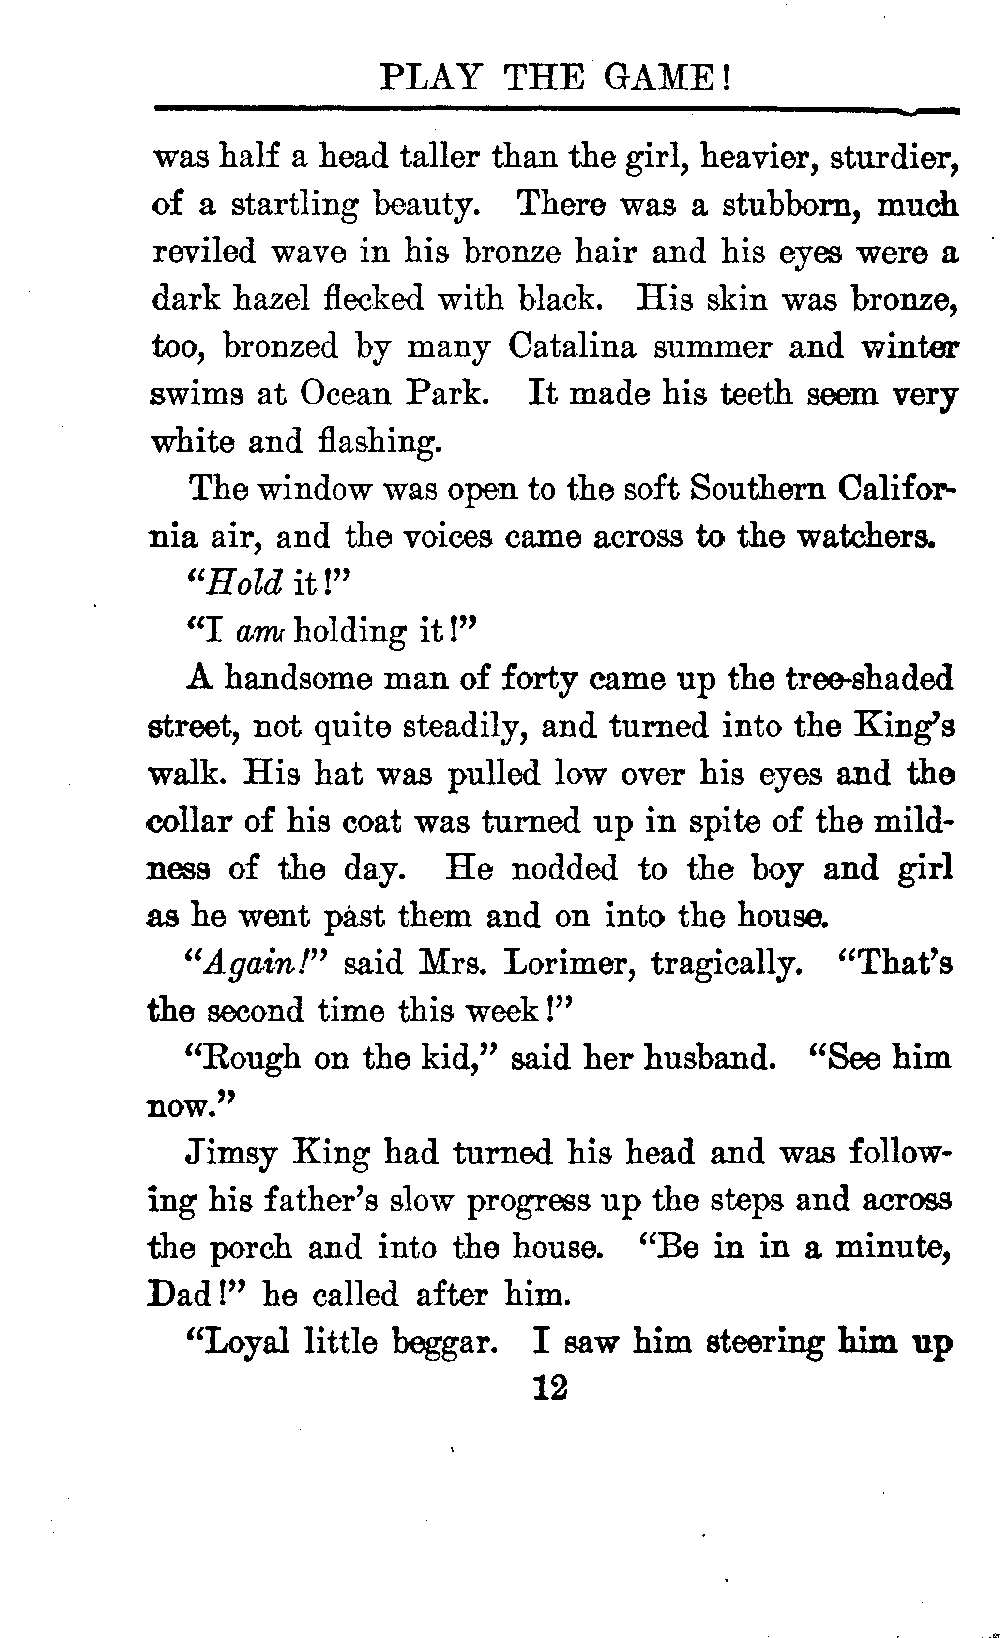 PLAY THE GAME!
was half a head taller than the girl, heavier, sturdier,
of a startling beauty. There was a stubborn, much
reviled wave in his bronze hair and his eyes were a
dark hazel flecked with black. His skin was bronze,
too, bronzed by many Catalina summer and winter
swims at Ocean Park. It made his teeth seem very
white and flashing.
The window was open to the soft Southern Califor-
nia air, and the voices came across to the watchers.
“Hold it!”
“I am holding it!”
A handsome man of forty came up the tree-shaded
street, not quite steadily, and turned into the King’s
walk. His hat was pulled low over his eyes and the
collar of his coat was turned up in spite of the mild-
ness of the day. He nodded to the boy and girl
as he went past them and on into the house.
“Again!” said Mrs. Lorimer, tragically. “That’s
the second time this week!”
“Rough on the kid,” said her husband. “See him
now.”
Jimsy King had turned his head and was follow-
ing his father’s slow progress up the steps and across
the porch and into the house. “Be in in a minute,
Dad!” he called after him.
“Loyal little beggar. I saw him steering him up
12